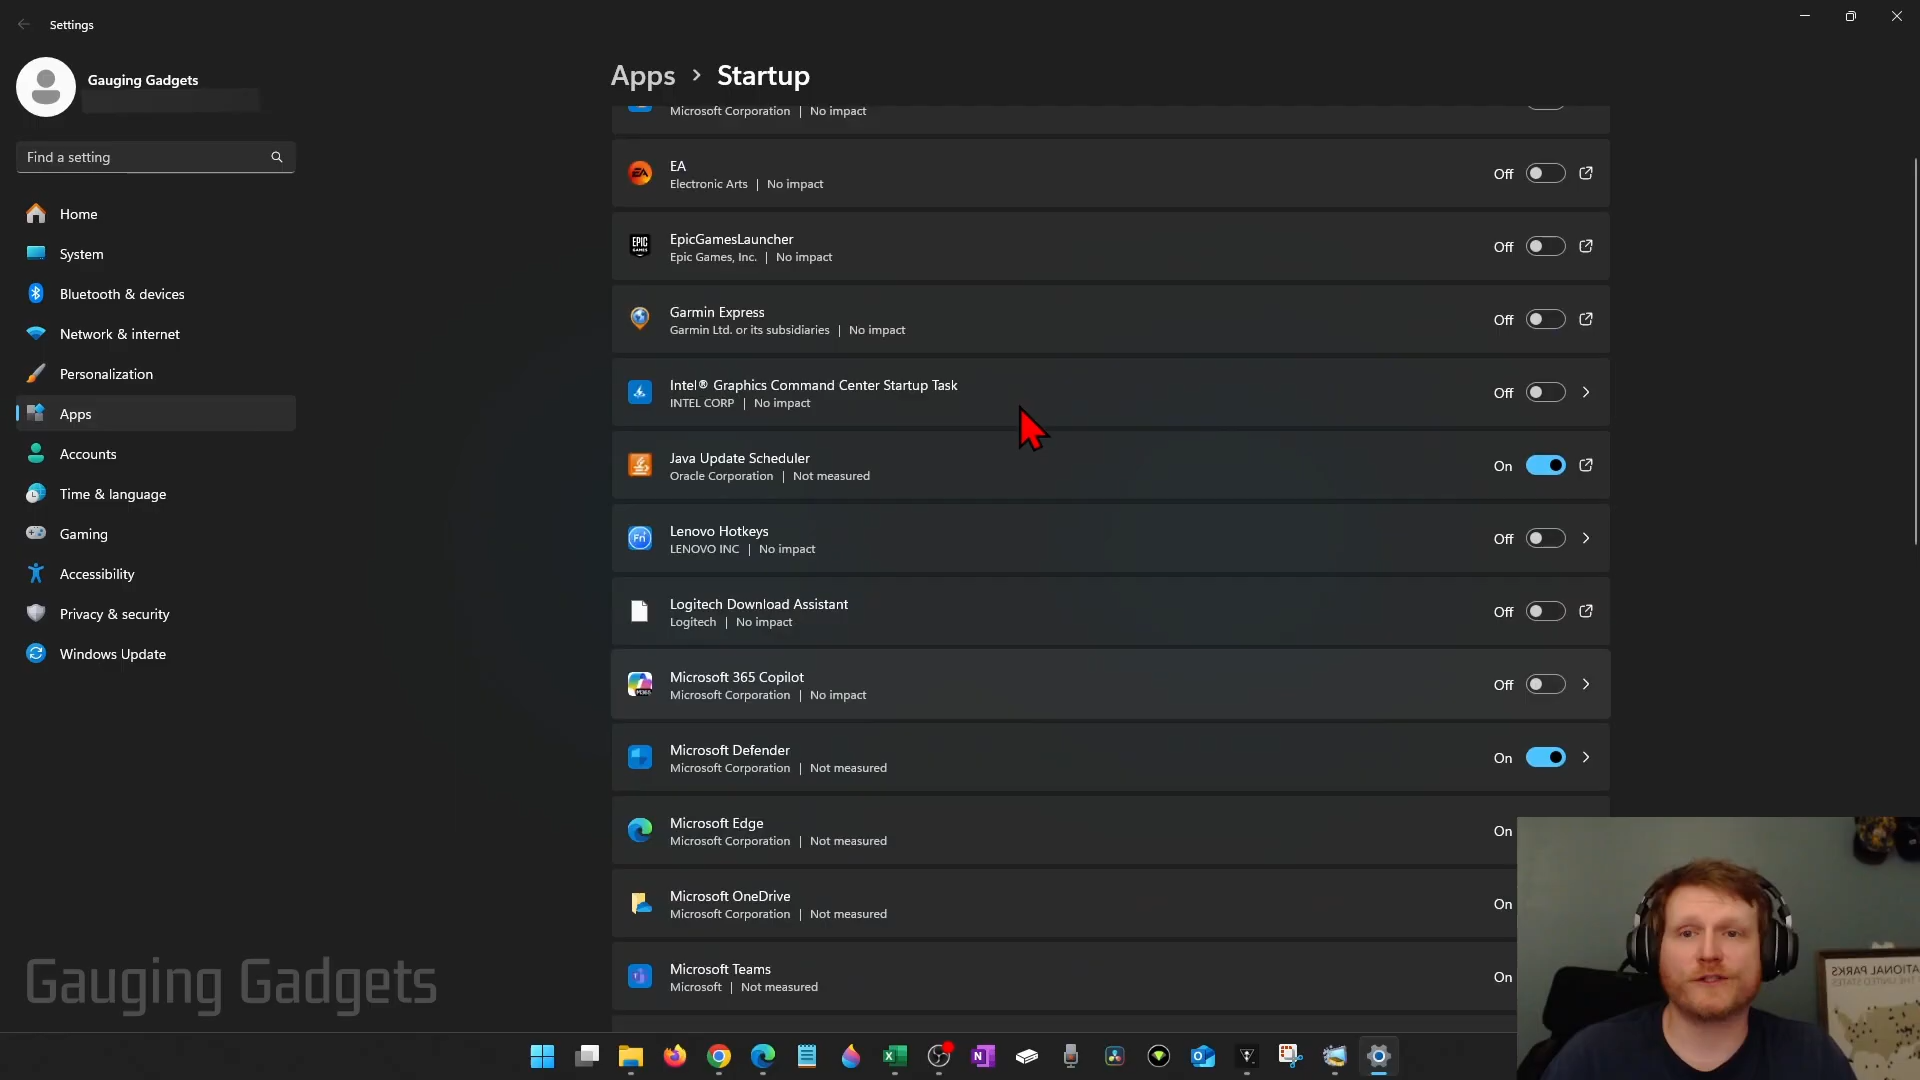 Settings
Gauging Gadgets
Find a setting
Home
System
Bluetooth & devices
Network & internet
Personalization
Apps
Accounts
Time & language
Gaming
Accessibility
Privacy & security
Windows Update
Apps > Startup
Microsoft Corporation | No impact
EA
Electronic Arts | No impact
Off
EpicGamesLauncher
Epic Games, Inc. | No impact
Off
Garmin Express
Garmin Ltd. or its subsidiaries | No impact
Off
Intel® Graphics Command Center Startup Task
INTEL CORP | No impact
Off
Java Update Scheduler
Oracle Corporation | Not measured
On
Lenovo Hotkeys
LENOVO INC | No impact
Off
Logitech Download Assistant
Logitech | No impact
Off
Microsoft 365 Copilot
Microsoft Corporation | No impact
Off
Microsoft Defender
Microsoft Corporation | Not measured
On
Microsoft Edge
Microsoft Corporation | Not measured
On
Microsoft OneDrive
Microsoft Corporation | Not measured
On
Microsoft Teams
Microsoft | Not measured
On
Gauging Gadgets